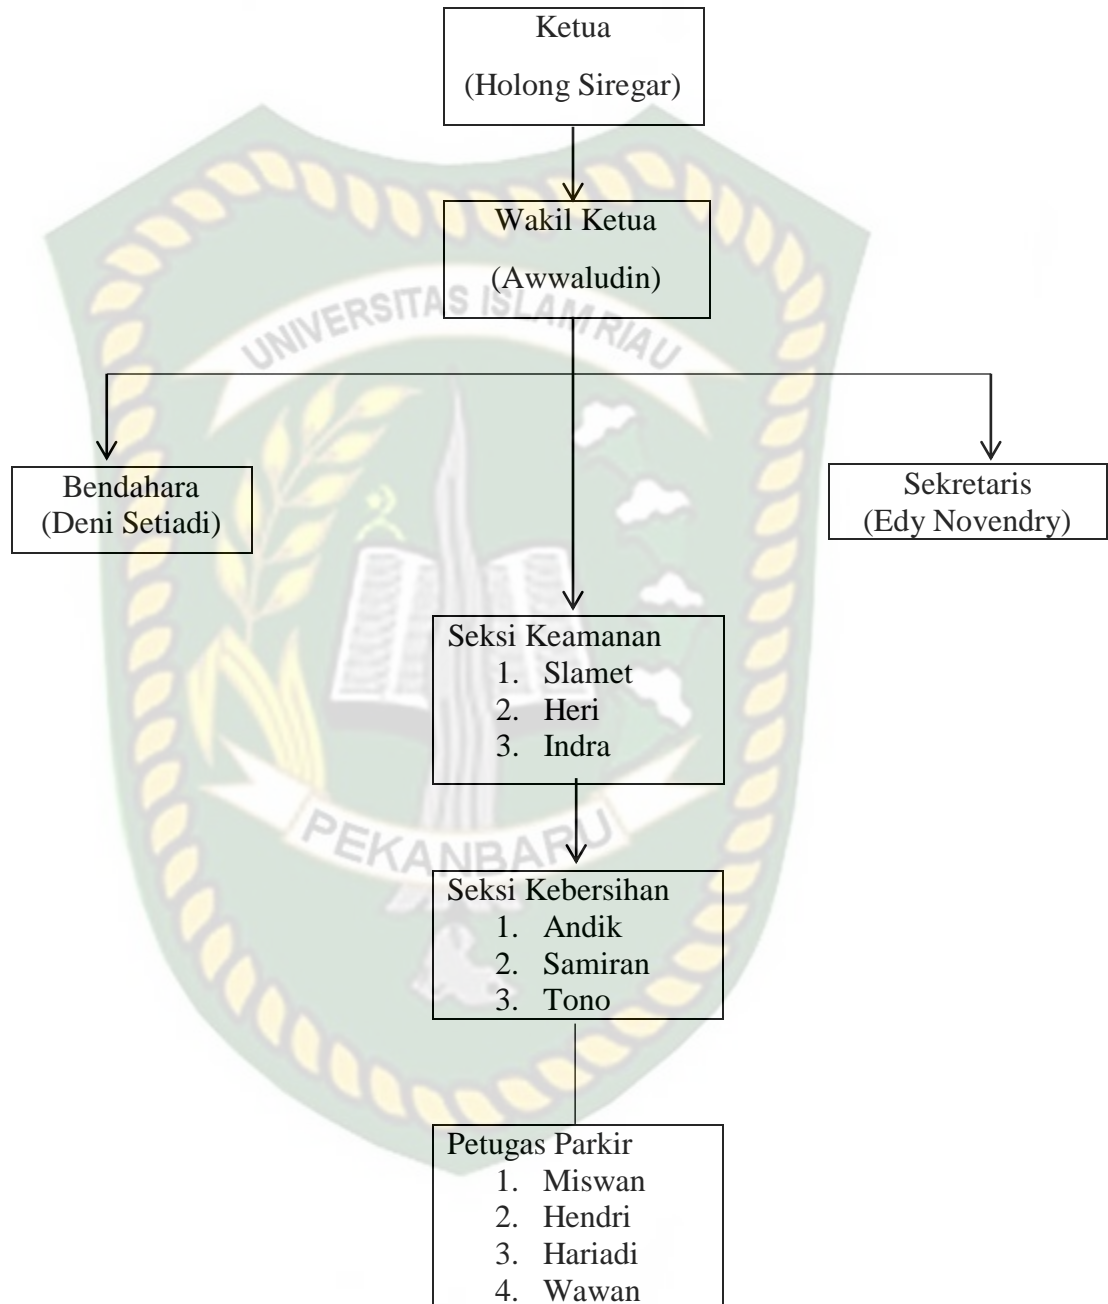 Ketua
(Holong Siregar)
Wakil Ketua
(Awwaludin)
UNIVERSITAS ISLAM RIAU
Bendahara
(Deni Setiadi)
Sekretaris
(Edy Novendry)
Seksi Keamanan
1. Slamet
2. Heri
3. Indra
PEKANBARU
Seksi Kebersihan
1. Andik
2. Samiran
3. Tono
Petugas Parkir
1. Miswan
2. Hendri
3. Hariadi
4. Wawan